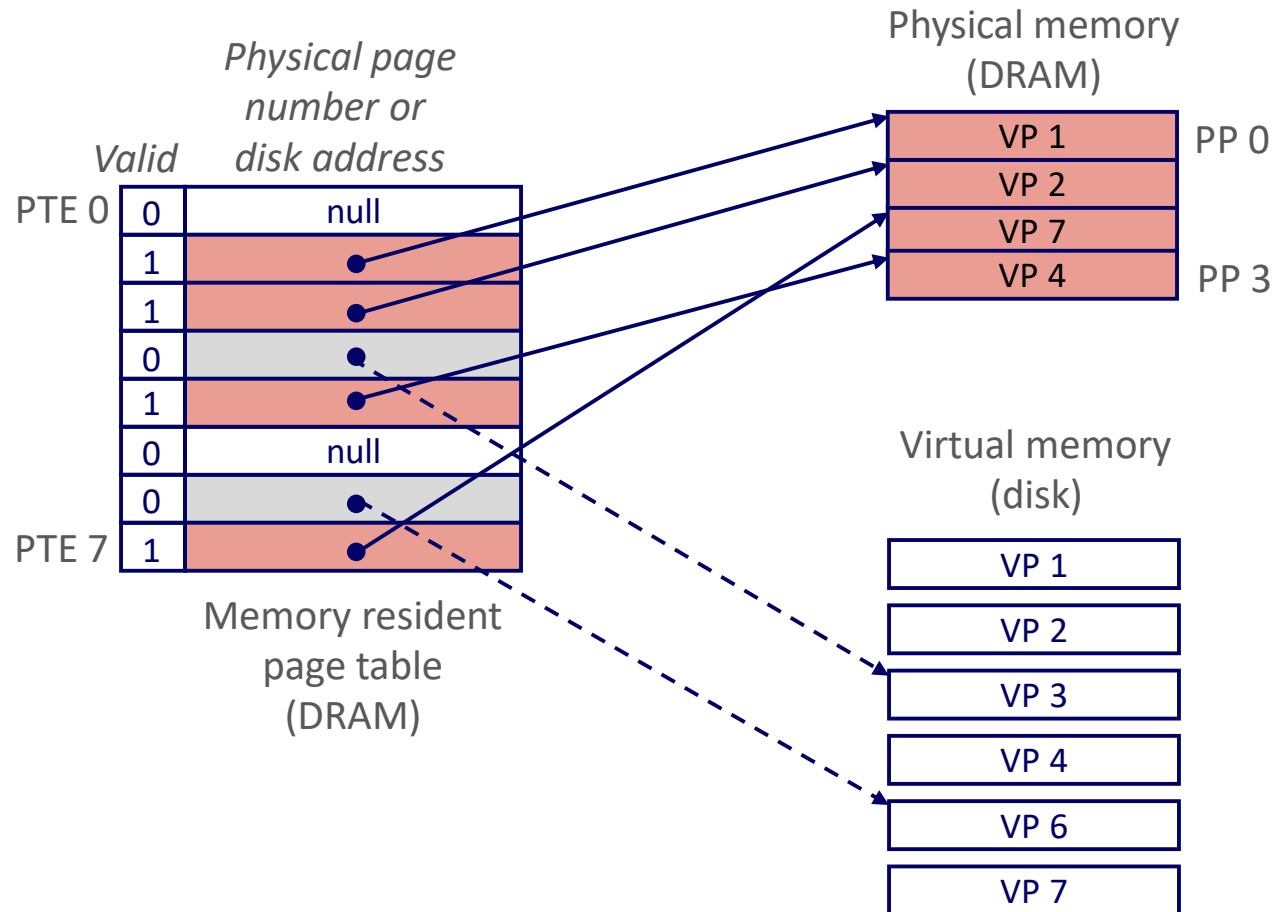 Physical page
number or
disk address
Valid
PTE 0
0
null
1
1
0
1
0
null
0
PTE 7
1
Memory resident
page table
(DRAM)
Physical memory
(DRAM)
VP 1
PP 0
VP 2
VP 7
VP 4
PP 3
Virtual memory
(disk)
VP 1
VP 2
VP 3
VP 4
VP 6
VP 7